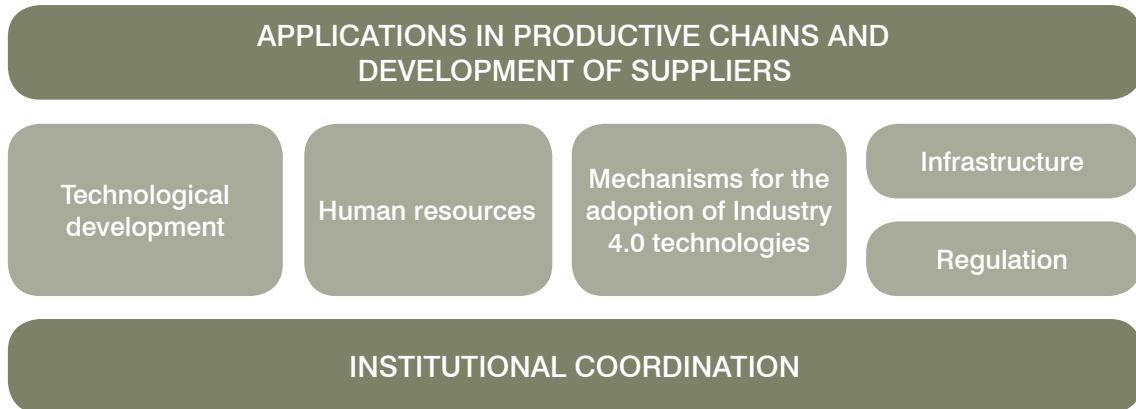 APPLICATIONS IN PRODUCTIVE CHAINS AND
DEVELOPMENT OF SUPPLIERS
Technological
development
Human resources
Mechanisms for the
adoption of Industry
4.0 technologies
Infrastructure
Regulation
INSTITUTIONAL COORDINATION